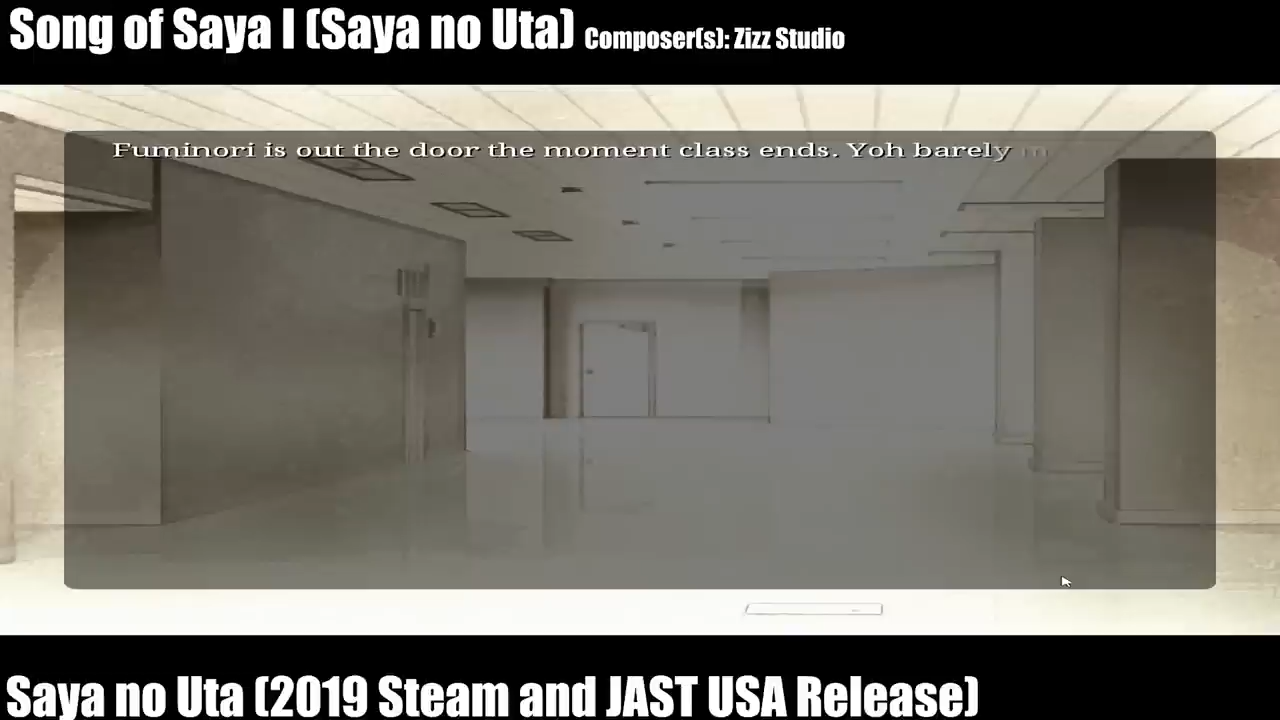 Song of Saya I (Saya no Uta) Composer(s): Zizz Studio
Fuminori is out the door the moment class ends. Yoh barely
Saya no Uta (2019 Steam and JAST USA Release)